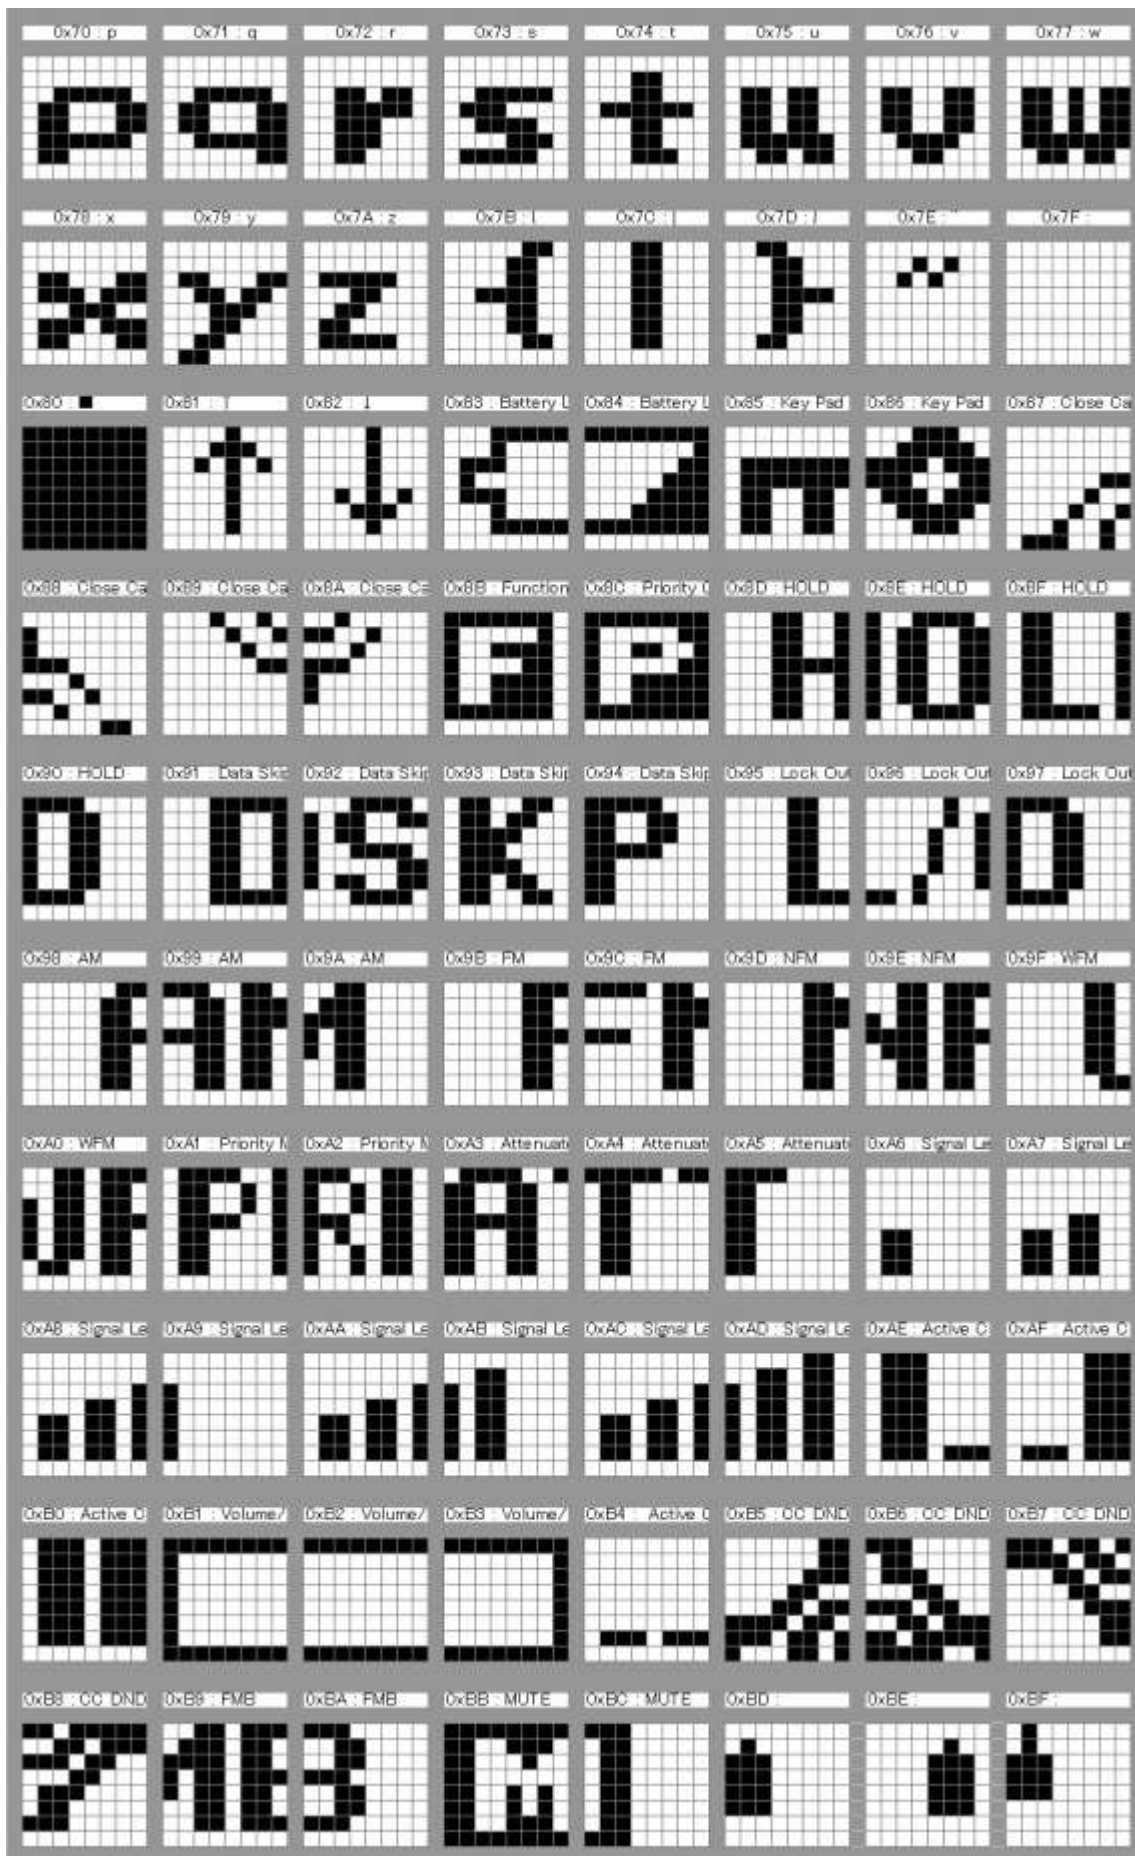 0x70 : p 0x71 : q 0x72 : r 0x73 : s 0x74 : t 0x75 : u 0x76 : v 0x77 : w
0x78 : x 0x79 : y 0x7A : z 0x7B : { 0x7C : | 0x7D : } 0x7E : ~ 0x7F :
0x80 : ■ 0x81 : ↑ 0x82 : ↓ 0x83 : Battery L 0x84 : Battery L 0x85 : Key Pad 0x86 : Key Pad 0x87 : Close Ca
0x88 : Close Ca 0x89 : Close Ca 0x8A : Close Ca 0x8B : Function 0x8C : Priority C 0x8D : HOLD 0x8E : HOLD 0x8F : HOLD
0x90 : HOLD 0x91 : Data Skip 0x92 : Data Skip 0x93 : Data Skip 0x94 : Data Skip 0x95 : Lock Out 0x96 : Lock Out 0x97 : Lock Out
0x98 : AM 0x99 : AM 0x9A : AM 0x9B : FM 0x9C : FM 0x9D : NFM 0x9E : NFM 0x9F : WFM
0xA0 : WFM 0xA1 : Priority M 0xA2 : Priority M 0xA3 : Attenuate 0xA4 : Attenuat 0xA5 : Attenuate 0xA6 : Signal Le 0xA7 : Signal Le
0xA8 : Signal Le 0xA9 : Signal Le 0xAA : Signal Le 0xAB : Signal Le 0xAC : Signal Le 0xAD : Signal Le 0xAE : Active C 0xAF : Active C
0xB0 : Active C 0xB1 : Volume/ 0xB2 : Volume/ 0xB3 : Volume/ 0xB4 : Active C 0xB5 : CC DND 0xB6 : CC DND 0xB7 : CC DND
0xB8 : CC DND 0xB9 : FMB 0xBA : FMB 0xBB : MUTE 0xBC : MUTE 0xBD : 0xBE : 0xBF :